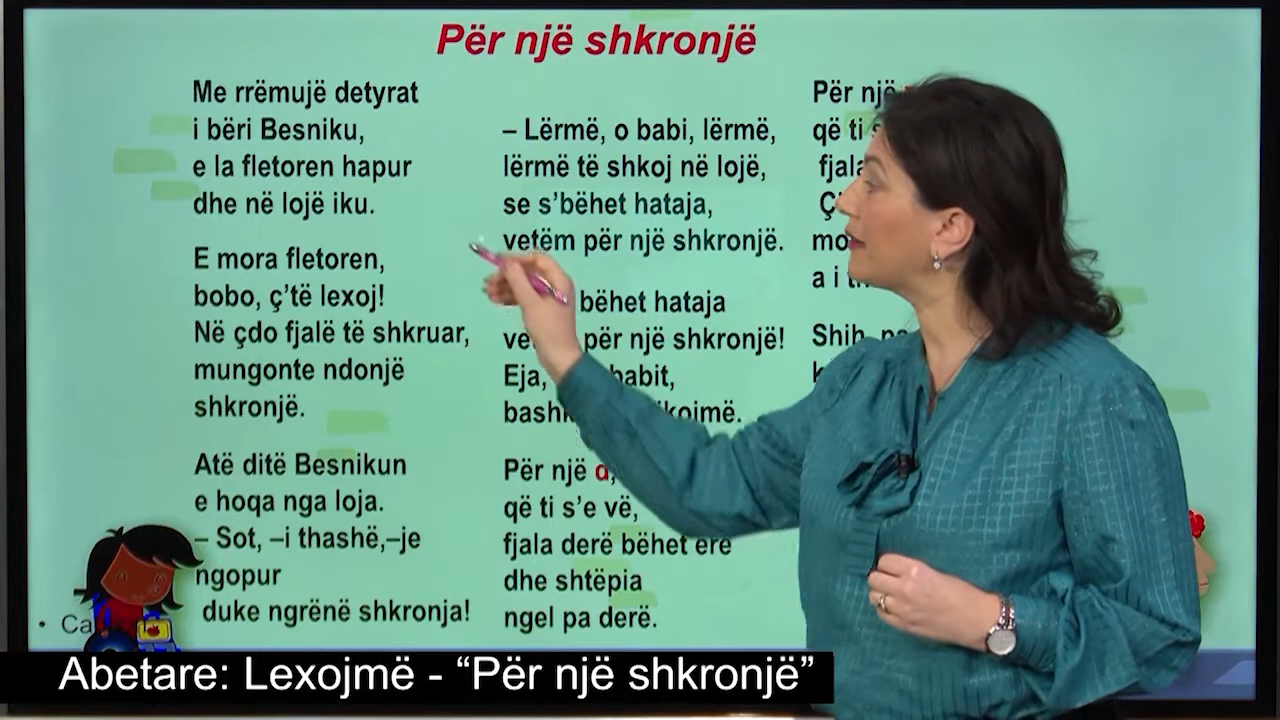 Për një shkronjë
Me rrëmujë detyrat
i bëri Besniku,
e la fletoren hapur
dhe në lojë iku.
E mora fletoren,
bobo, ç’të lexoj!
Në çdo fjalë të shkruar,
mungonte ndonjë
shkronjë.
Atë ditë Besnikun
e hoqa nga loja.
– Sot, –i thashë,–je
ngopur
duke ngrënë shkronja!
– Lërmë, o babi, lërmë,
lërmë të shkoj në lojë,
se s’bëhet hataja,
vetëm për një shkronjë.
bëhet hataja
për një shkronjë!
Eja,
Për një d,
që ti s’e vë,
fjala derë bëhet erë
dhe shtëpia
ngel pa derë.
Për një
që ti
fjala
a i
Shih
Abetare: Lexojmë - “Për një shkronjë”